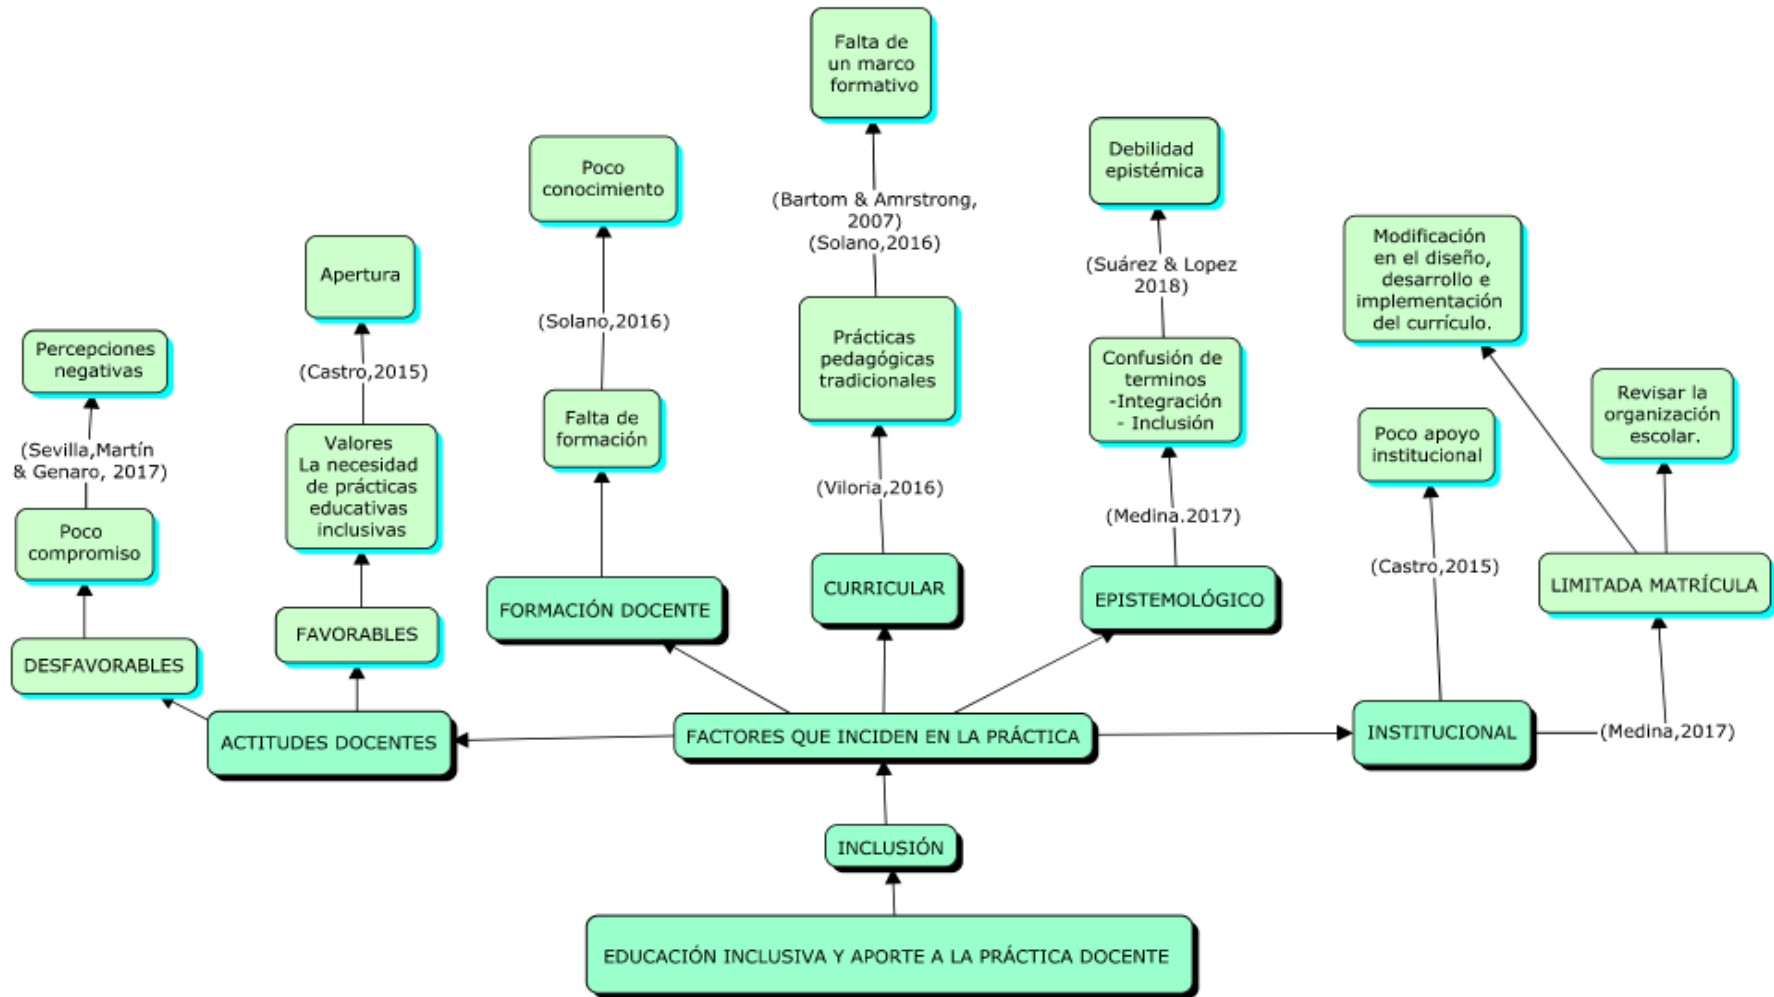 Falta de
un marco
formativo
Poco
conocimiento
Debilidad
epistémica
(Bartom & Amrstrong,
2007)
(Solano,2016)
Modificación
en el diseño,
desarrollo e
implementación
del currículo.
Apertura
(Suárez & Lopez
2018)
(Solano,2016)
Percepciones
negativas
(Castro,2015)
Prácticas
pedagógicas
tradicionales
Confusión de
terminos
-Integración
- Inclusión
Revisar la
organización
escolar.
Falta de
formación
Poco apoyo
institucional
(Sevilla,Martín
& Genaro, 2017)
Valores
La necesidad
de prácticas
educativas
inclusivas
(Viloria,2016)
(Medina.2017)
Poco
compromiso
(Castro,2015)
LIMITADA MATRÍCULA
CURRICULAR
EPISTEMOLÓGICO
FORMACIÓN DOCENTE
FAVORABLES
DESFAVORABLES
ACTITUDES DOCENTES
FACTORES QUE INCIDEN EN LA PRÁCTICA
INSTITUCIONAL
(Medina,2017)
INCLUSIÓN
EDUCACIÓN INCLUSIVA Y APORTE A LA PRÁCTICA DOCENTE